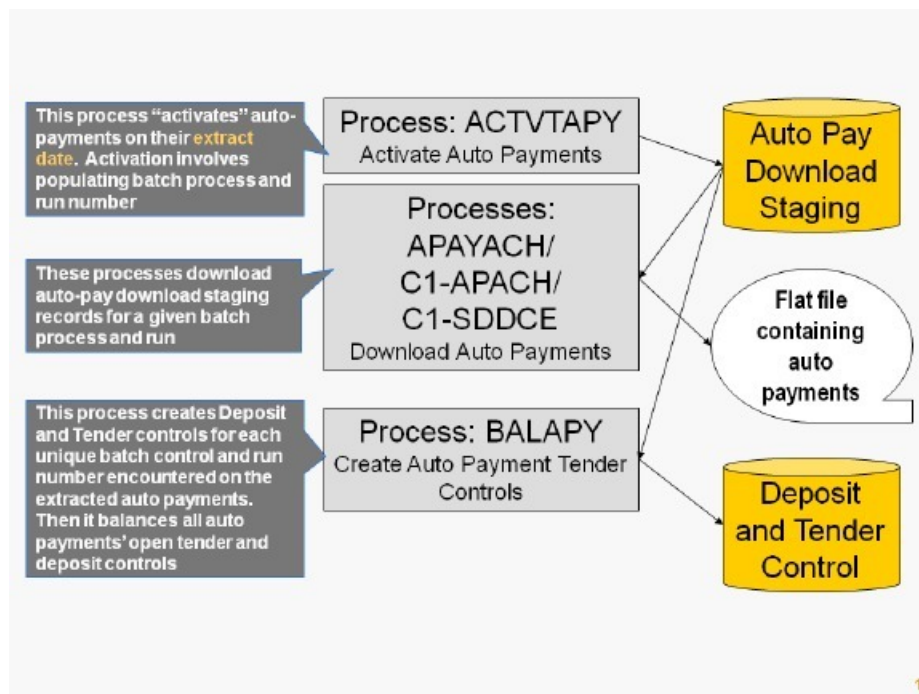 This process “activates” auto-
payments on their extract
date.  Activation involves
populating batch process and
run number
Process: ACTVTAPY
Activate Auto Payments
Auto Pay
Download
Staging
These processes download
auto-pay download staging
records for a given batch
process and run
Processes:
APAYACH/
C1-APACH/
C1-SDDCE
Download Auto Payments
Flat file
containing
auto
payments
This process creates Deposit
and Tender controls for each
unique batch control and run
number encountered on the
extracted auto payments.
Then it balances all auto
payments’ open tender and
deposit controls
Process: BALAPY
Create Auto Payment Tender
Controls
Deposit
and Tender
Control